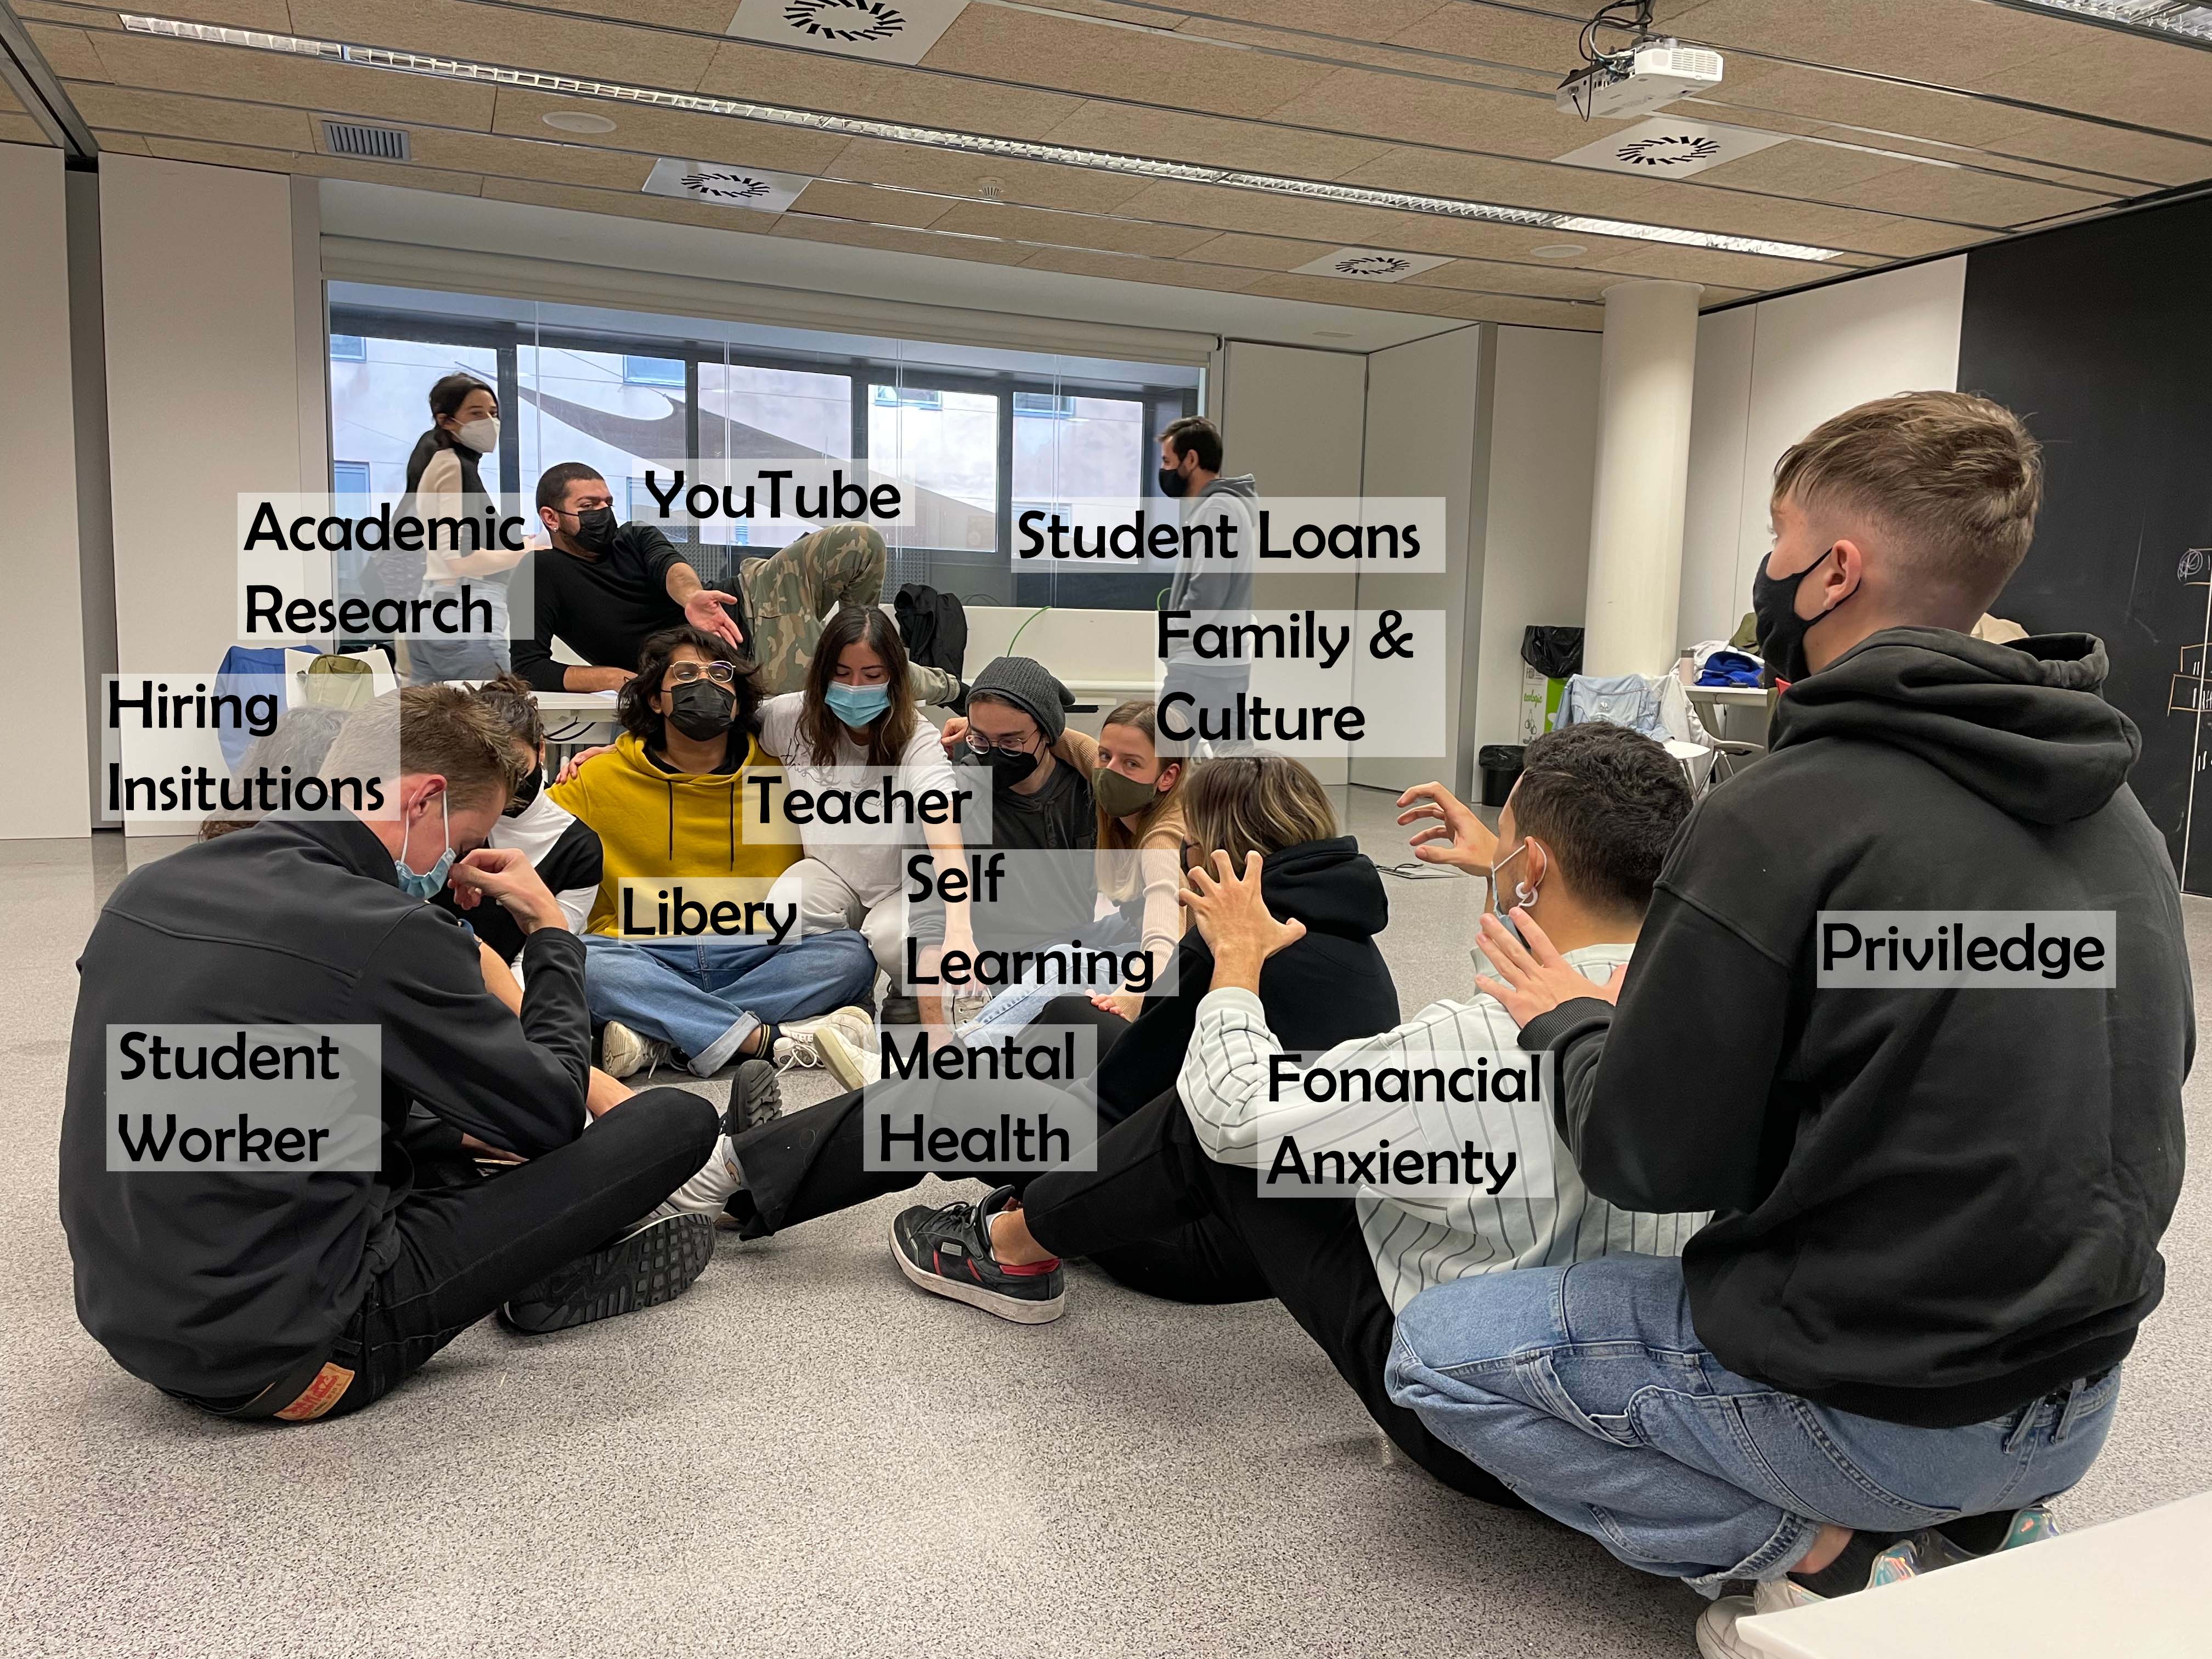 YouTube
Academic
Research
Student Loans
Family &
Culture
Hiring
Insitutions
Teacher
Self
Learning
Libery
Priviledge
Student
Worker
Mental
Health
Fonancial
Anxienty